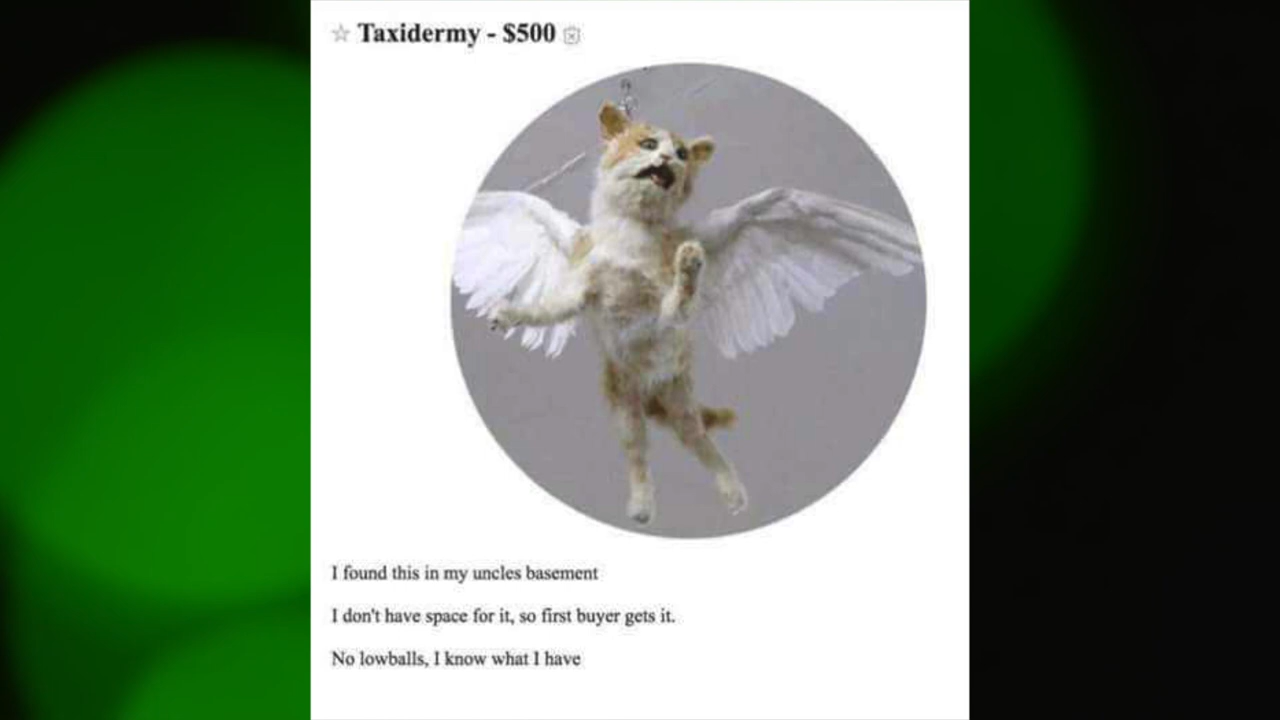 Taxidermy - $500
I found this in my uncles basement
I don't have space for it, so first buyer gets it.
No lowballs, I know what I have